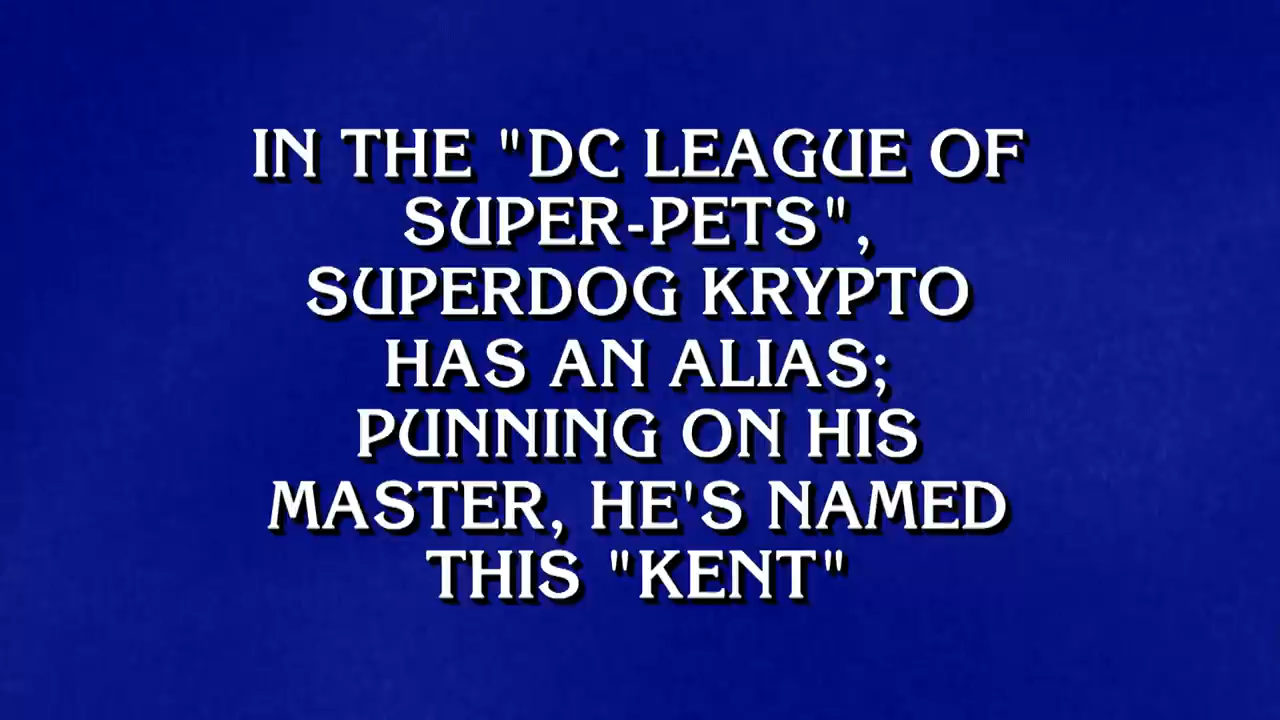 IN THE "DC LEAGUE OF
SUPER-PETS",
SUPERDOG KRYPTO
HAS AN ALIAS;
PUNNING ON HIS
MASTER, HE'S NAMED
THIS "KENT"